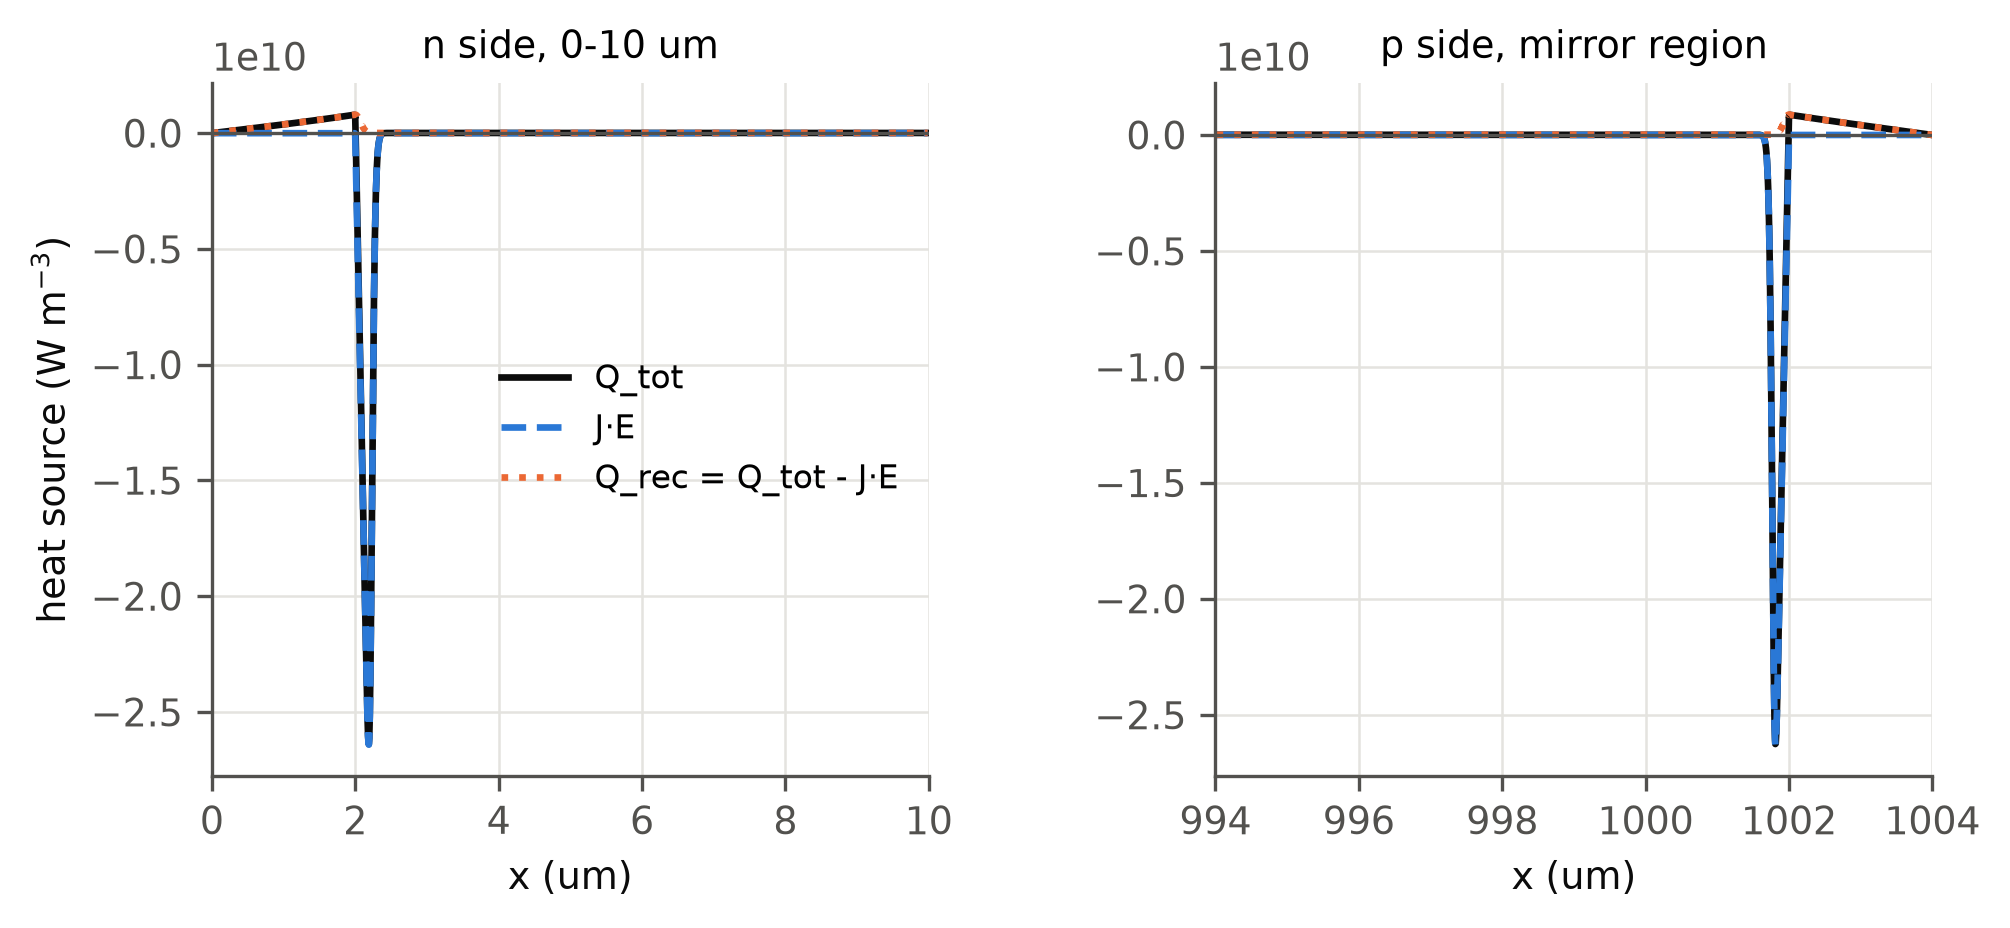 n side, 0-10 um
1e10
0.0
−0.5
−1.0
−1.5
−2.0
−2.5
heat source (W m⁻³)
Q_tot
J·E
Q_rec = Q_tot - J·E
0 2 4 6 8 10
x (um)
p side, mirror region
1e10
0.0
−0.5
−1.0
−1.5
−2.0
−2.5
994 996 998 1000 1002 1004
x (um)